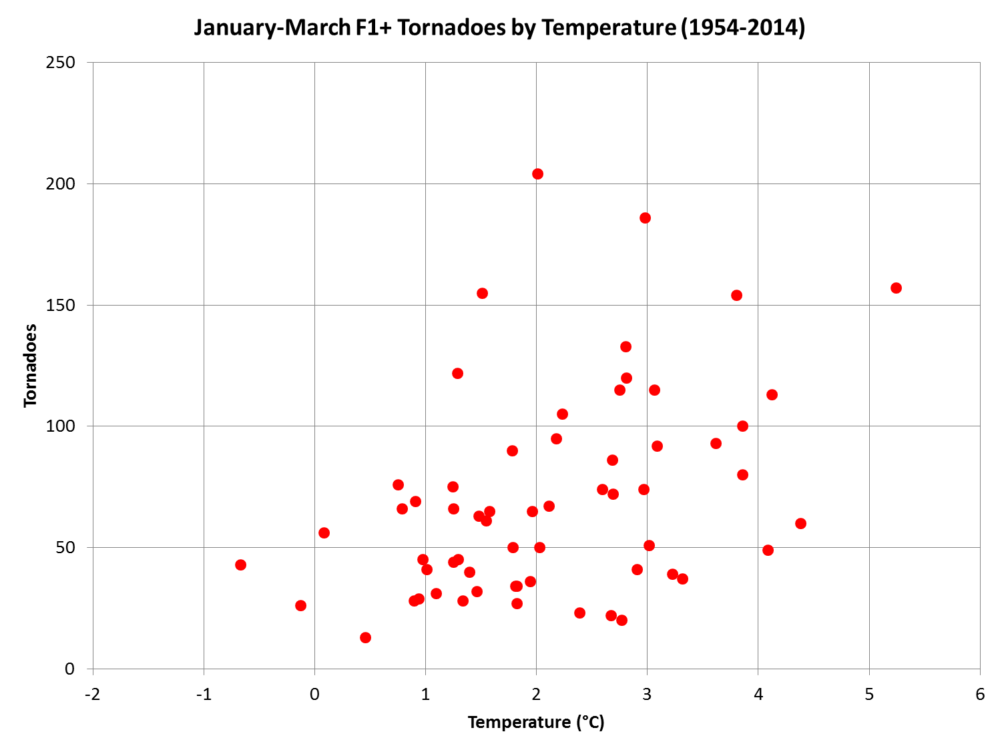 January-March F1+ Tornadoes by Temperature (1954-2014)
250
200
150
100
50
0
Tornadoes
-2 -1 0 1 2 3 4 5 6
Temperature (°C)